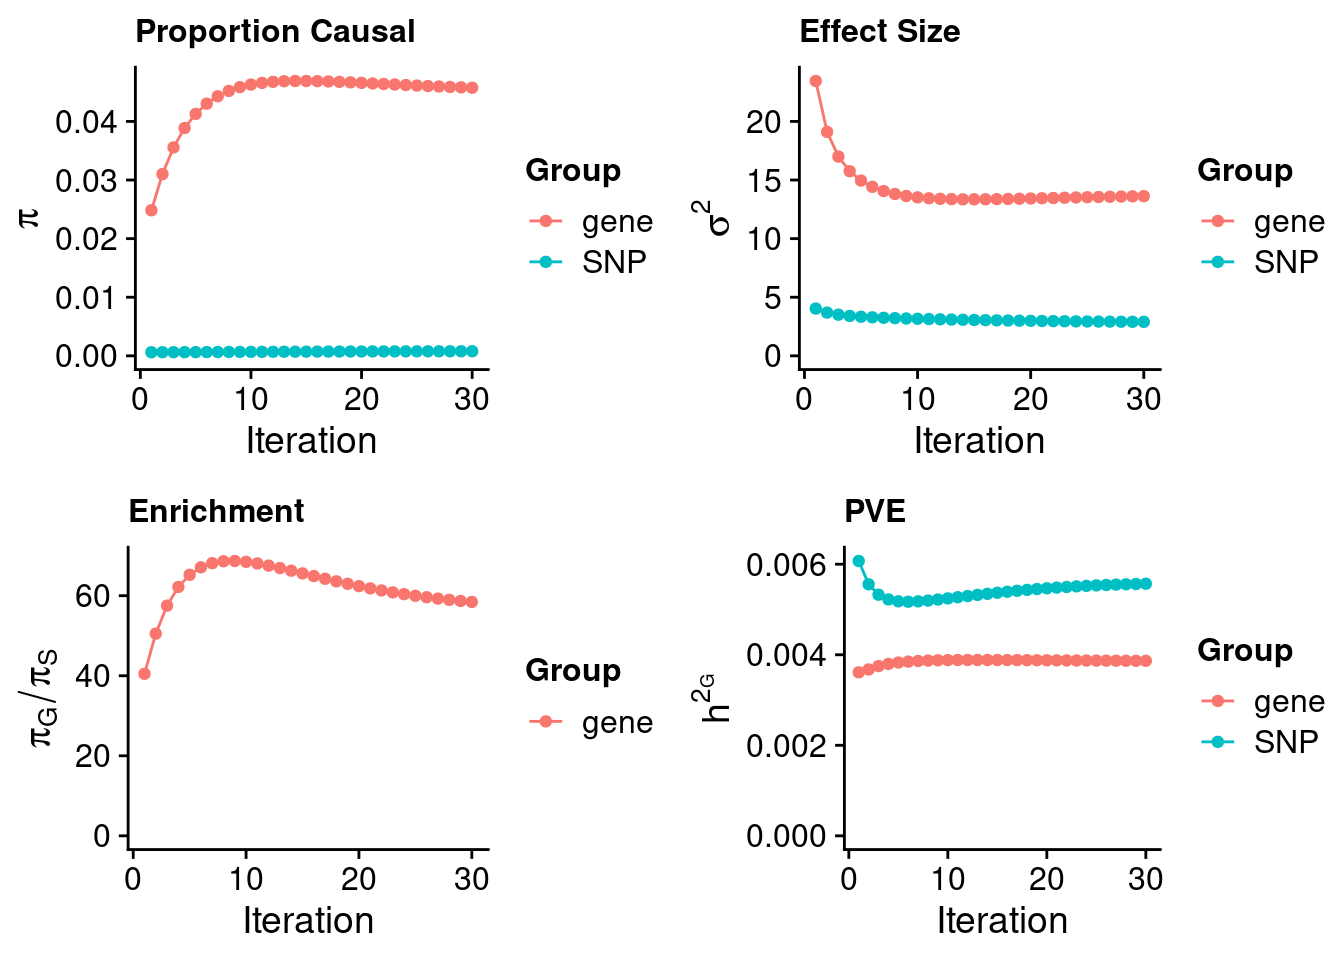 Proportion Causal
π
0.04
0.03
0.02
0.01
0.00
0 10 20 30
Iteration
Group
gene
SNP
Effect Size
σ²
20
15
10
5
0
0 10 20 30
Iteration
Group
gene
SNP
Enrichment
π_G/π_S
60
40
20
0
0 10 20 30
Iteration
Group
gene
PVE
h^2_G
0.006
0.004
0.002
0.000
0 10 20 30
Iteration
Group
gene
SNP